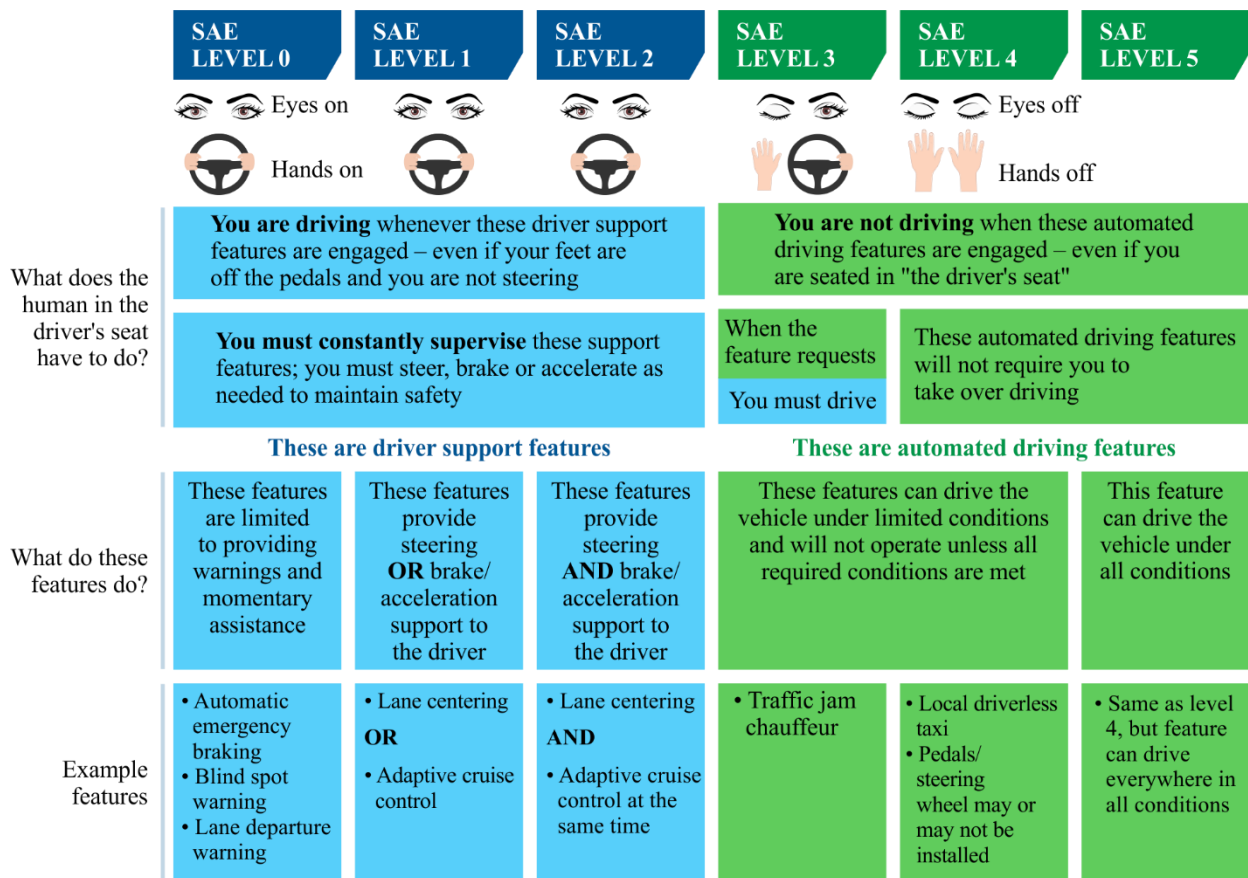 SAE
LEVEL 0
SAE
LEVEL 1
SAE
LEVEL 2
SAE
LEVEL 3
SAE
LEVEL 4
SAE
LEVEL 5
Eyes on
Eyes off
Hands on
Hands off
What does the
human in the
driver's seat
have to do?
You are driving whenever these driver support
features are engaged – even if your feet are
off the pedals and you are not steering
You are not driving when these automated
driving features are engaged – even if you
are seated in "the driver's seat"
You must constantly supervise these support
features; you must steer, brake or accelerate as
needed to maintain safety
When the
feature requests
You must drive
These automated driving features
will not require you to
take over driving
These are driver support features
These are automated driving features
What do these
features do?
These features
are limited
to providing
warnings and
momentary
assistance
These features
provide
steering
OR brake/
acceleration
support to
the driver
These features
provide
steering
AND brake/
acceleration
support to
the driver
These features can drive the
vehicle under limited conditions
and will not operate unless all
required conditions are met
This feature
can drive the
vehicle under
all conditions
Example
features
• Automatic
emergency
braking
• Blind spot
warning
• Lane departure
warning
• Lane centering
OR
• Adaptive cruise
control
• Lane centering
AND
• Adaptive cruise
control at the
same time
• Traffic jam
chauffeur
• Local driverless
taxi
• Pedals/
steering
wheel may or
may not be
installed
• Same as level
4, but feature
can drive
everywhere in
all conditions